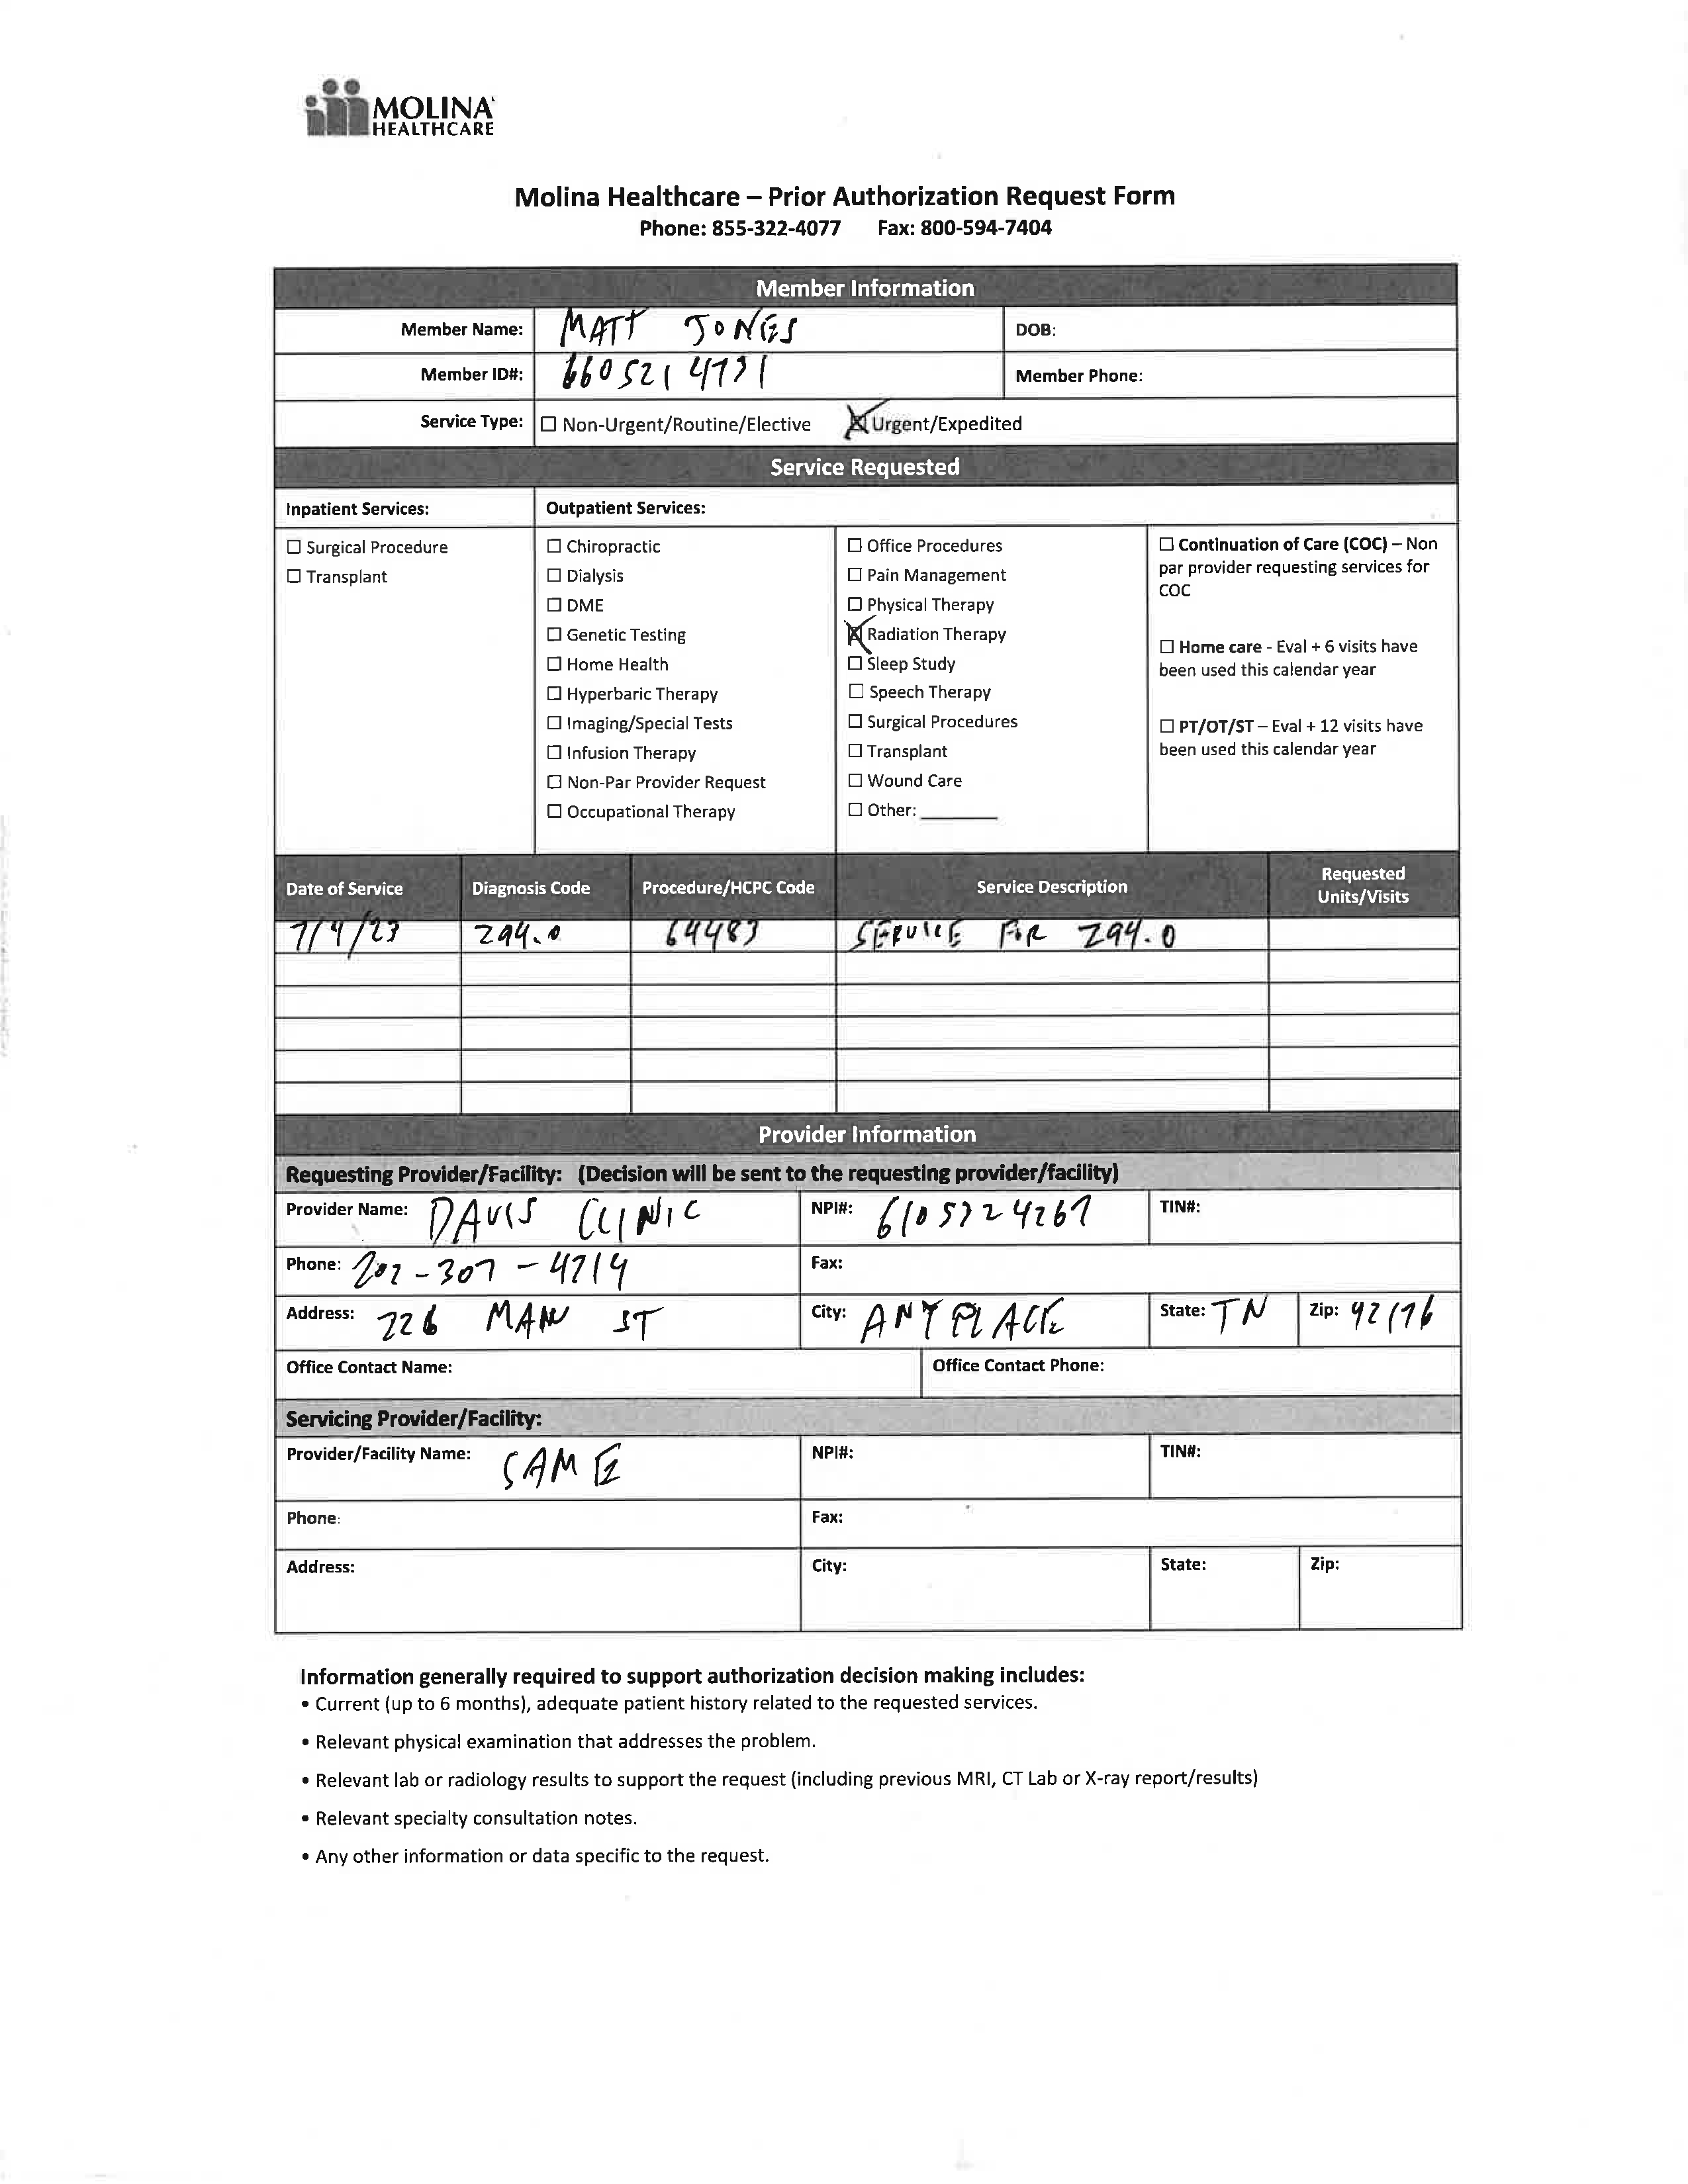 MOLINA
HEALTHCARE
Molina Healthcare – Prior Authorization Request Form
Phone: 855-322-4077 Fax: 800-594-7404
Member Information
Member Name: MATT JONES DOB:
Member ID#: Member Phone:
Service Type: ☐ Non-Urgent/Routine/Elective ☒ Urgent/Expedited
Service Requested
Inpatient Services: Outpatient Services:
☐ Surgical Procedure
☐ Transplant
☐ Chiropractic
☐ Dialysis
☐ DME
☐ Genetic Testing
☐ Home Health
☐ Hyperbaric Therapy
☐ Imaging/Special Tests
☐ Infusion Therapy
☐ Non-Par Provider Request
☐ Occupational Therapy
☐ Office Procedures
☐ Pain Management
☐ Physical Therapy
☒ Radiation Therapy
☐ Sleep Study
☐ Speech Therapy
☐ Surgical Procedures
☐ Transplant
☐ Wound Care
☐ Other: ________
☐ Continuation of Care (COC) – Non
par provider requesting services for
COC
☐ Home care - Eval + 6 visits have
been used this calendar year
☐ PT/OT/ST – Eval + 12 visits have
been used this calendar year
Date of Service Diagnosis Code Procedure/HCPC Code Service Description Requested
Units/Visits
294.0 64483 SERVICE FOR 294.0
Provider Information
Requesting Provider/Facility: (Decision will be sent to the requesting provider/facility)
Provider Name: DAVIS CLINIC NPI#: TIN#:
Phone: Fax:
Address: 226 MAIN ST City: ANYPLACE State: TN Zip:
Office Contact Name: Office Contact Phone:
Servicing Provider/Facility:
Provider/Facility Name: SAME NPI#: TIN#:
Phone: Fax:
Address: City: State: Zip:
Information generally required to support authorization decision making includes:
• Current (up to 6 months), adequate patient history related to the requested services.
• Relevant physical examination that addresses the problem.
• Relevant lab or radiology results to support the request (including previous MRI, CT Lab or X-ray report/results)
• Relevant specialty consultation notes.
• Any other information or data specific to the request.